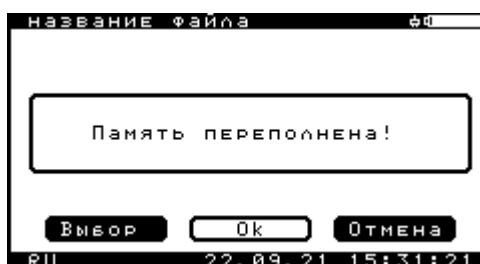 Название файла
Память переполнена!
Выбор Ok Отмена
RU 22.09.21 15:31:21